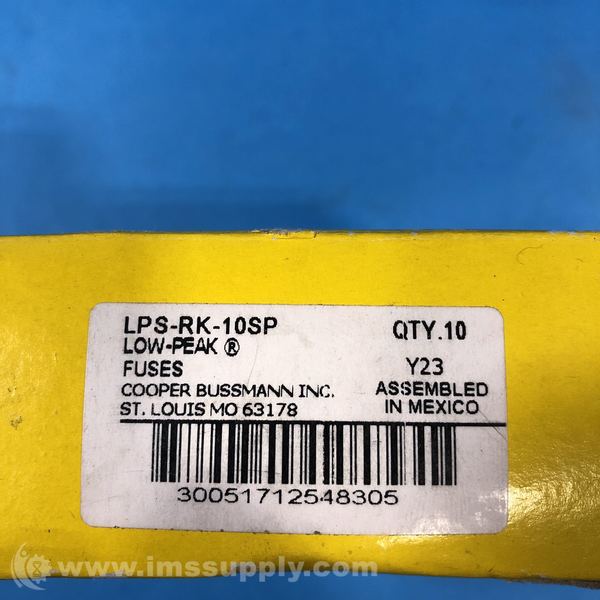 LPS-RK-10SP QTY.10
LOW-PEAK ®
FUSES Y23
COOPER BUSSMANN INC. ASSEMBLED
ST. LOUIS MO 63178 IN MEXICO
30051712548305
www.imssupply.com